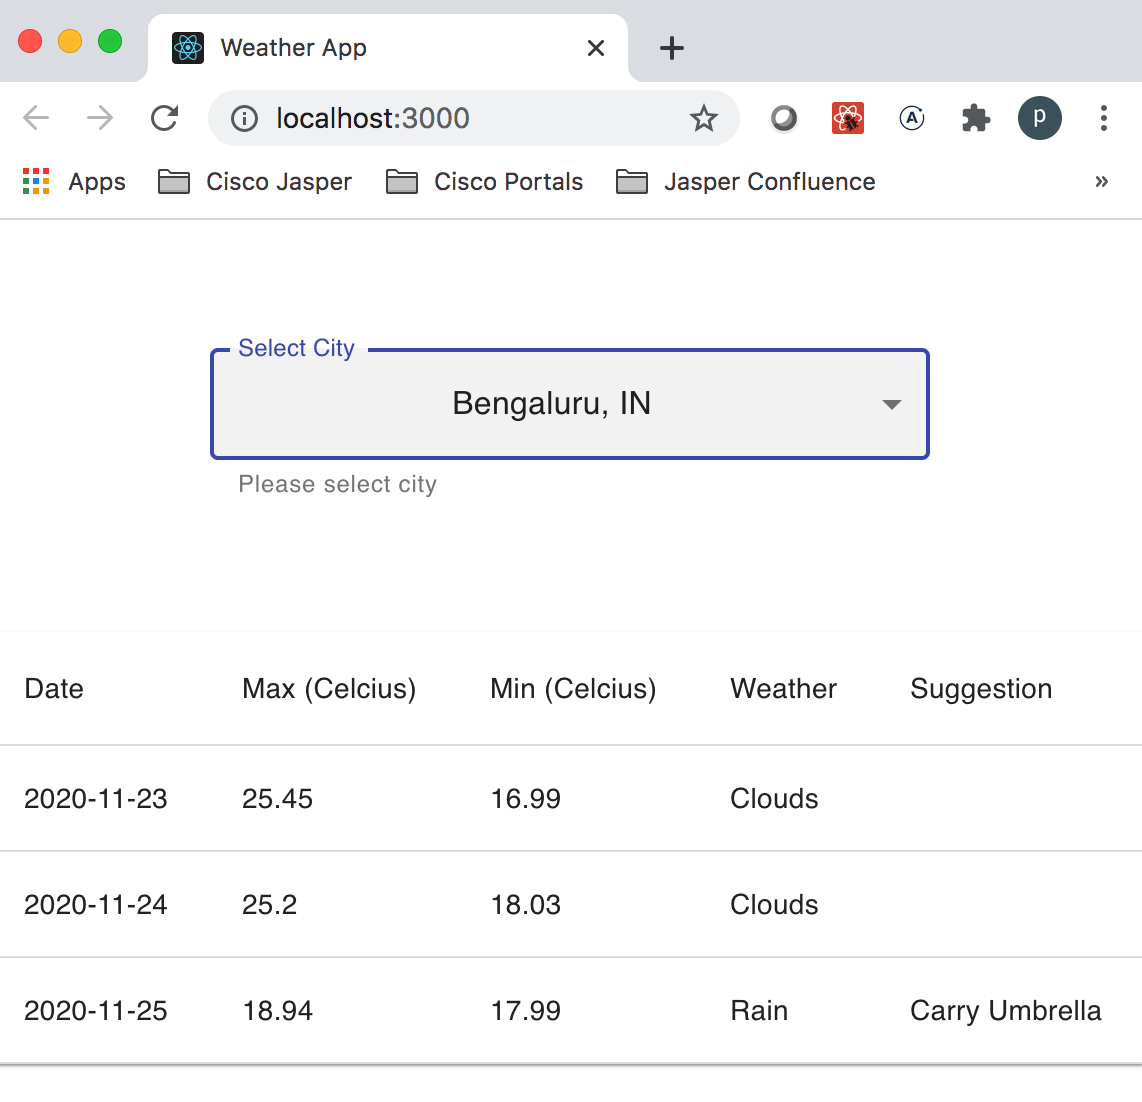 Weather App
localhost:3000
A
p
Apps Cisco Jasper Cisco Portals Jasper Confluence »
Select City
Bengaluru, IN
Please select city
Date Max (Celcius) Min (Celcius) Weather Suggestion
2020-11-23 25.45 16.99 Clouds
2020-11-24 25.2 18.03 Clouds
2020-11-25 18.94 17.99 Rain Carry Umbrella